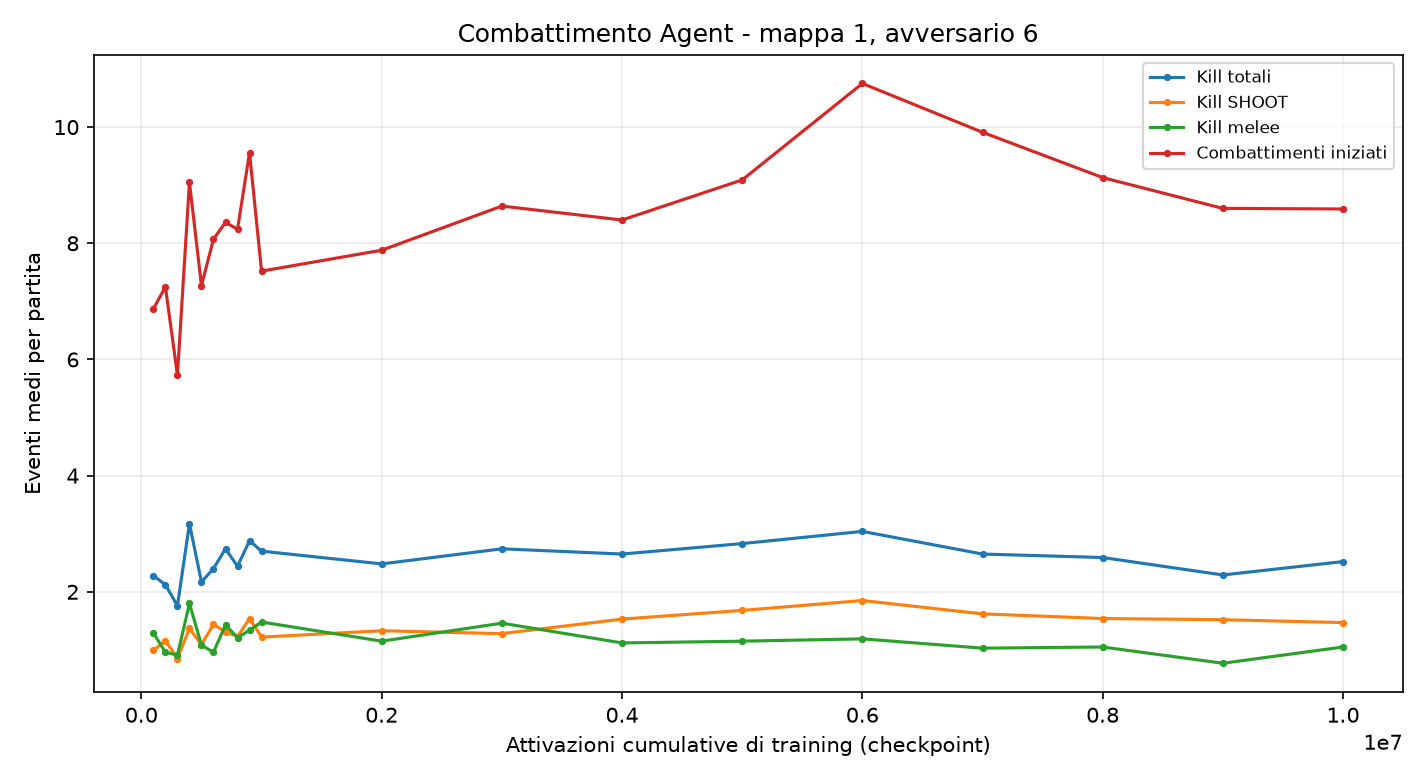 Combattimento Agent - mappa 1, avversario 6
Kill totali
Kill SHOOT
Kill melee
Combattimenti iniziati
Eventi medi per partita
10
8
6
4
2
0.0 0.2 0.4 0.6 0.8 1.0
1e7
Attivazioni cumulative di training (checkpoint)